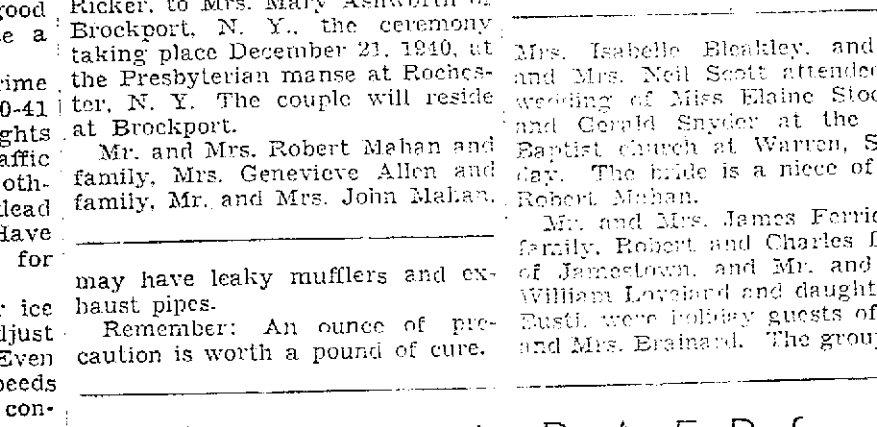 good
e a
rime
0-41
ghts
affic
oth-
dead
Have
for
ice
djust
Even
peeds
con-
Ricker, to Mrs. Mary Ashworth of
Brockport, N. Y., the ceremony
taking place December 21, 1940, at
the Presbyterian manse at Roches-
ter, N. Y. The couple will reside
at Brockport.
Mr. and Mrs. Robert Mahan and
family, Mrs. Genevieve Allen and
family, Mr. and Mrs. John Mahan.
may have leaky mufflers and ex-
haust pipes.
Remember: An ounce of pre-
caution is worth a pound of cure.
Mrs. Isabelle Bleakley, and
and Mrs. Neil Scott attended
wedding of Miss Elaine
and Gerald Snyder at the
Baptist church at Warren, S
day. The bride is a niece of
Robert Mahan.
Mr. and Mrs. James
family, Robert and Charles
of Jamestown, and Mr. and
William Loveland and daught
Busti, were holiday guests of
and Mrs. Brainard. The group